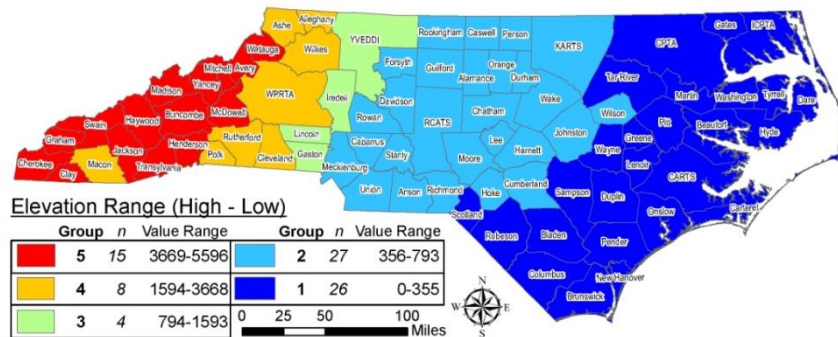 Ashe
Alleghany
Rockingham
Caswell
Person
Gates
ICPTA
Watauga
Wilkes
YVEDDI
Forsyth
KARTS
CPTA
Mitchell
Avery
Guilford
Orange
Durham
Alamance
Yancey
Madison
WPRTA
Iredell
Davidson
Tar River
Martin
Washington
Tyrrell
Dare
Buncombe
McDowell
Rowan
Chatham
Wake
Wilson
Swain
Haywood
Lincoln
RCATS
Johnston
Pitt
Beaufort
Hyde
Graham
Rutherford
Cabarrus
Lee
Harnett
Wayne
Greene
Jackson
Henderson
Polk
Cleveland
Gaston
Stanly
Moore
Lenoir
Cherokee
Macon
Clay
Transylvania
Mecklenburg
Union
Anson
Richmond
Hoke
Cumberland
Sampson
Duplin
CARTS
Carteret
Onslow
Scotland
Robeson
Bladen
Pender
Columbus
New Hanover
Brunswick
Elevation Range (High - Low)
Group n Value Range
5 15 3669-5596
4 8 1594-3668
3 4 794-1593
2 27 356-793
1 26 0-355
0 25 50 100
Miles
N
W E
S